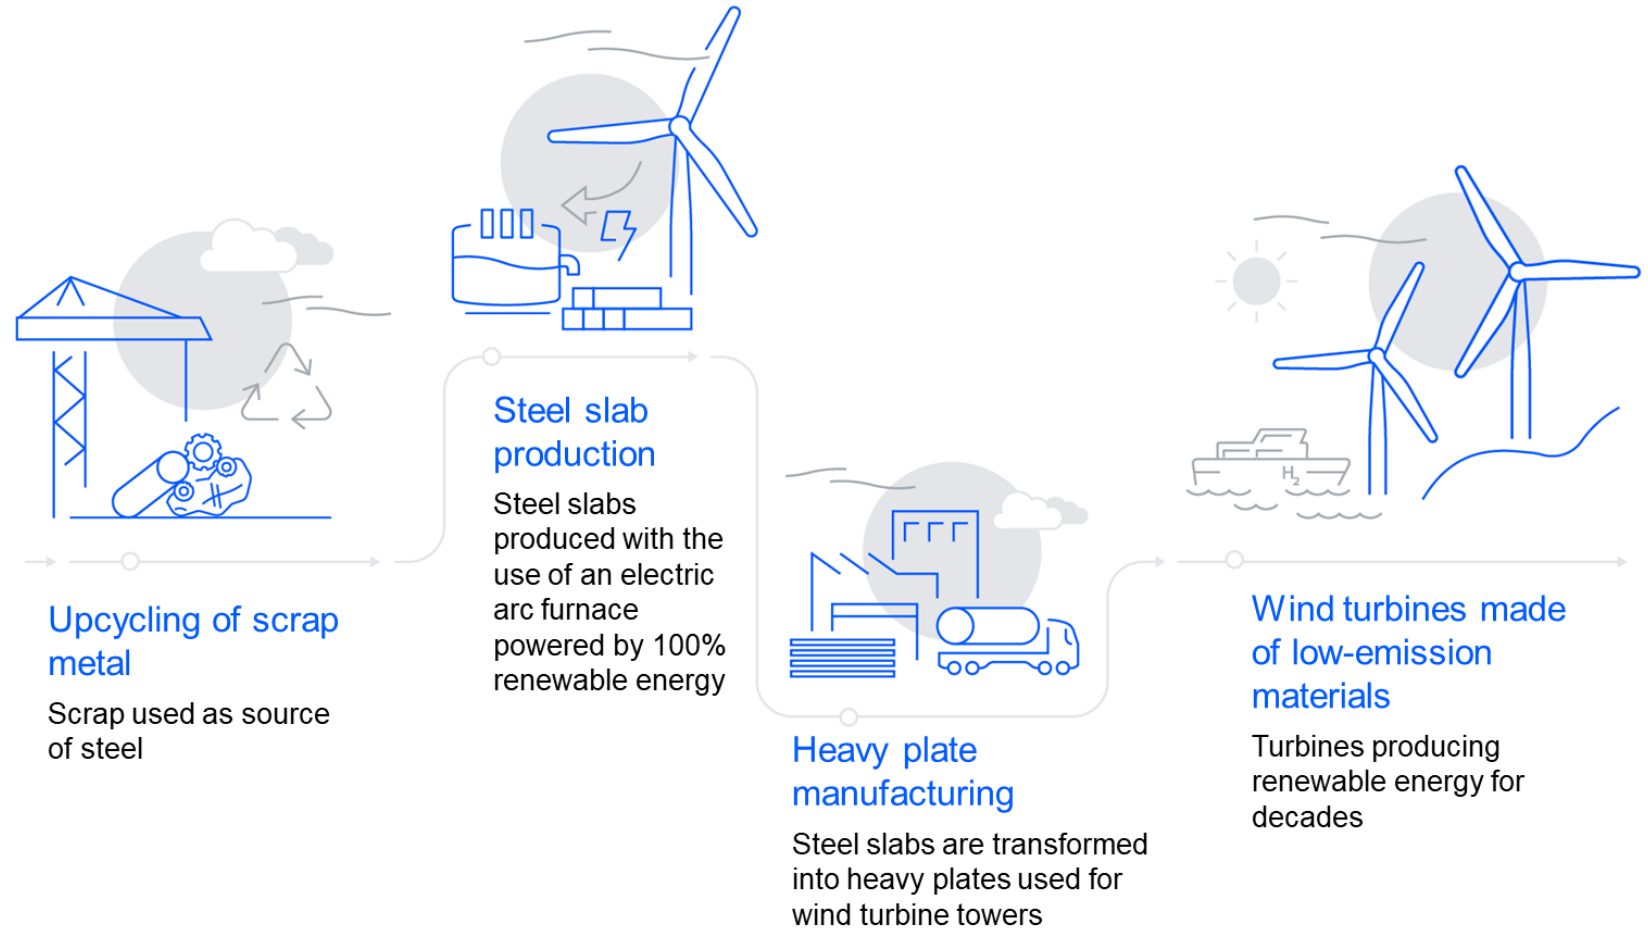 Upcycling of scrap
metal
Scrap used as source
of steel
Steel slab
production
Steel slabs
produced with the
use of an electric
arc furnace
powered by 100%
renewable energy
Heavy plate
manufacturing
Steel slabs are transformed
into heavy plates used for
wind turbine towers
H2
Wind turbines made
of low-emission
materials
Turbines producing
renewable energy for
decades